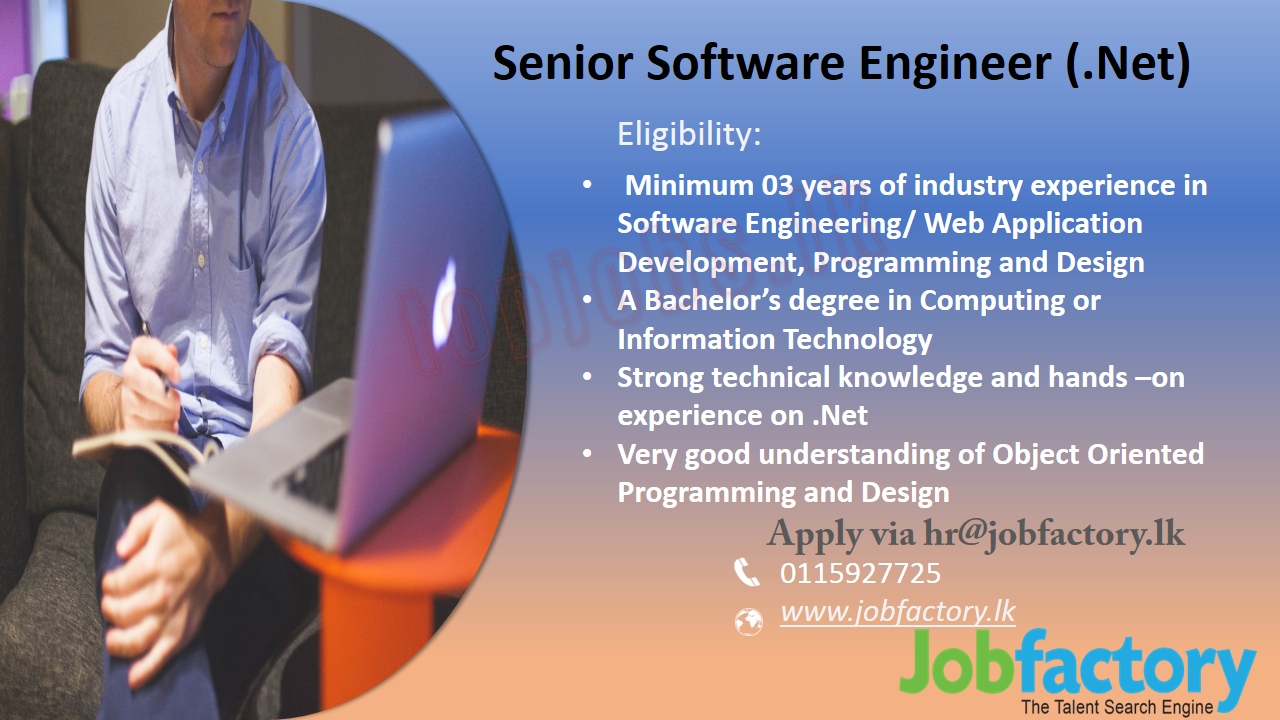 Senior Software Engineer (.Net)
Eligibility:
• Minimum 03 years of industry experience in
Software Engineering/ Web Application
Development, Programming and Design
• A Bachelor’s degree in Computing or
Information Technology
• Strong technical knowledge and hands –on
experience on .Net
• Very good understanding of Object Oriented
Programming and Design
topjobs.lk
Apply via hr@jobfactory.lk
0115927725
www.jobfactory.lk
Jobfactory
The Talent Search Engine